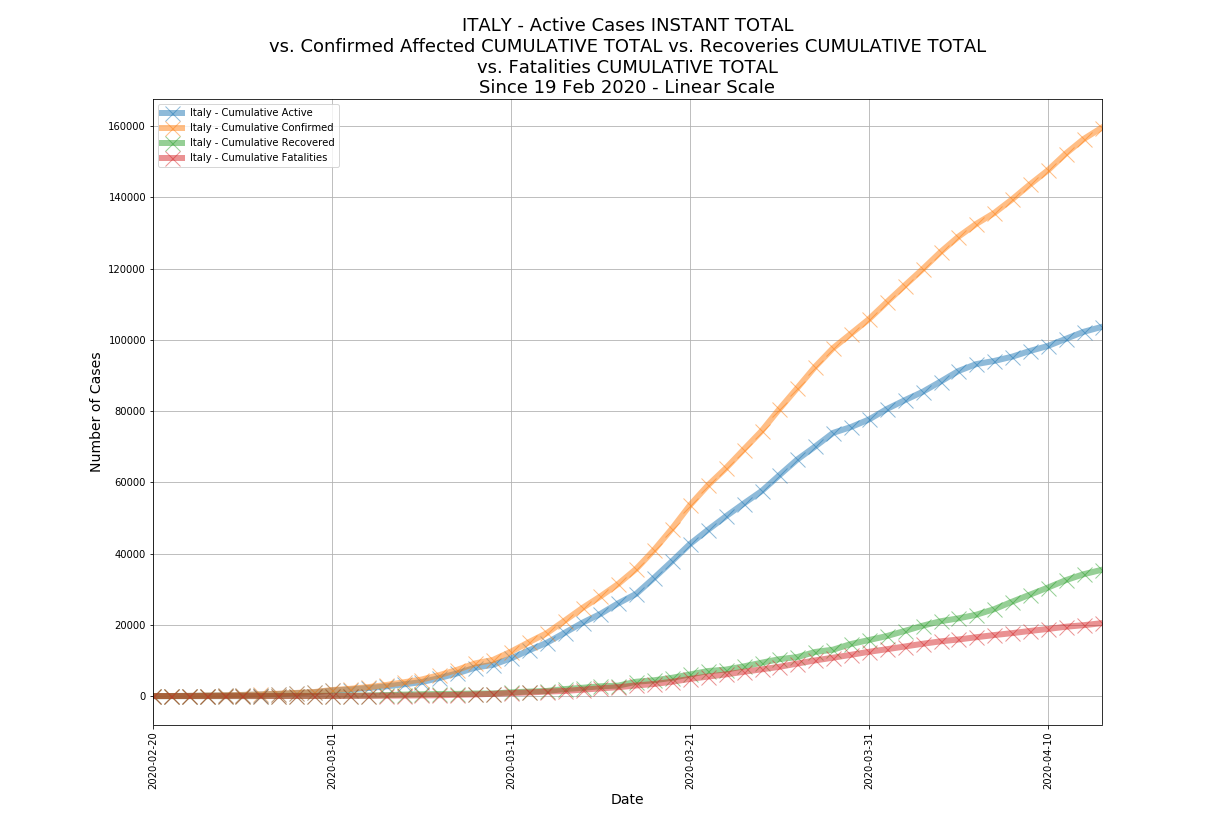 ITALY - Active Cases INSTANT TOTAL
vs. Confirmed Affected CUMULATIVE TOTAL vs. Recoveries CUMULATIVE TOTAL
vs. Fatalities CUMULATIVE TOTAL
Since 19 Feb 2020 - Linear Scale
Italy - Cumulative Active
Italy - Cumulative Confirmed
Italy - Cumulative Recovered
Italy - Cumulative Fatalities
160000
140000
120000
100000
80000
60000
40000
20000
0
Number of Cases
2020-02-20
2020-03-01
2020-03-11
2020-03-21
2020-03-31
2020-04-10
Date